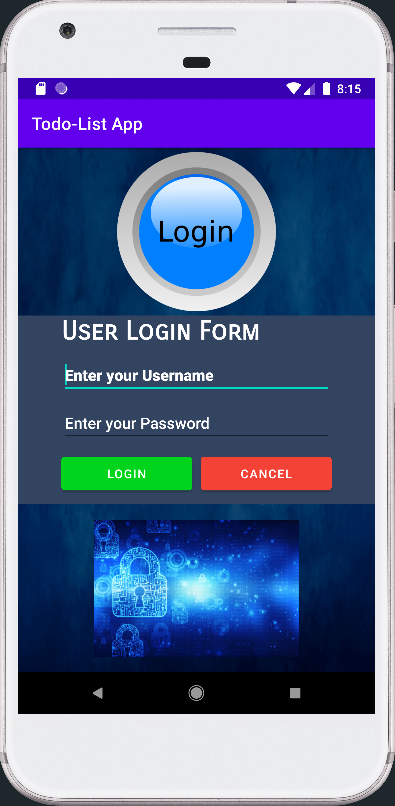 8:15
Todo-List App
Login
User Login Form
Enter your Username
Enter your Password
LOGIN CANCEL